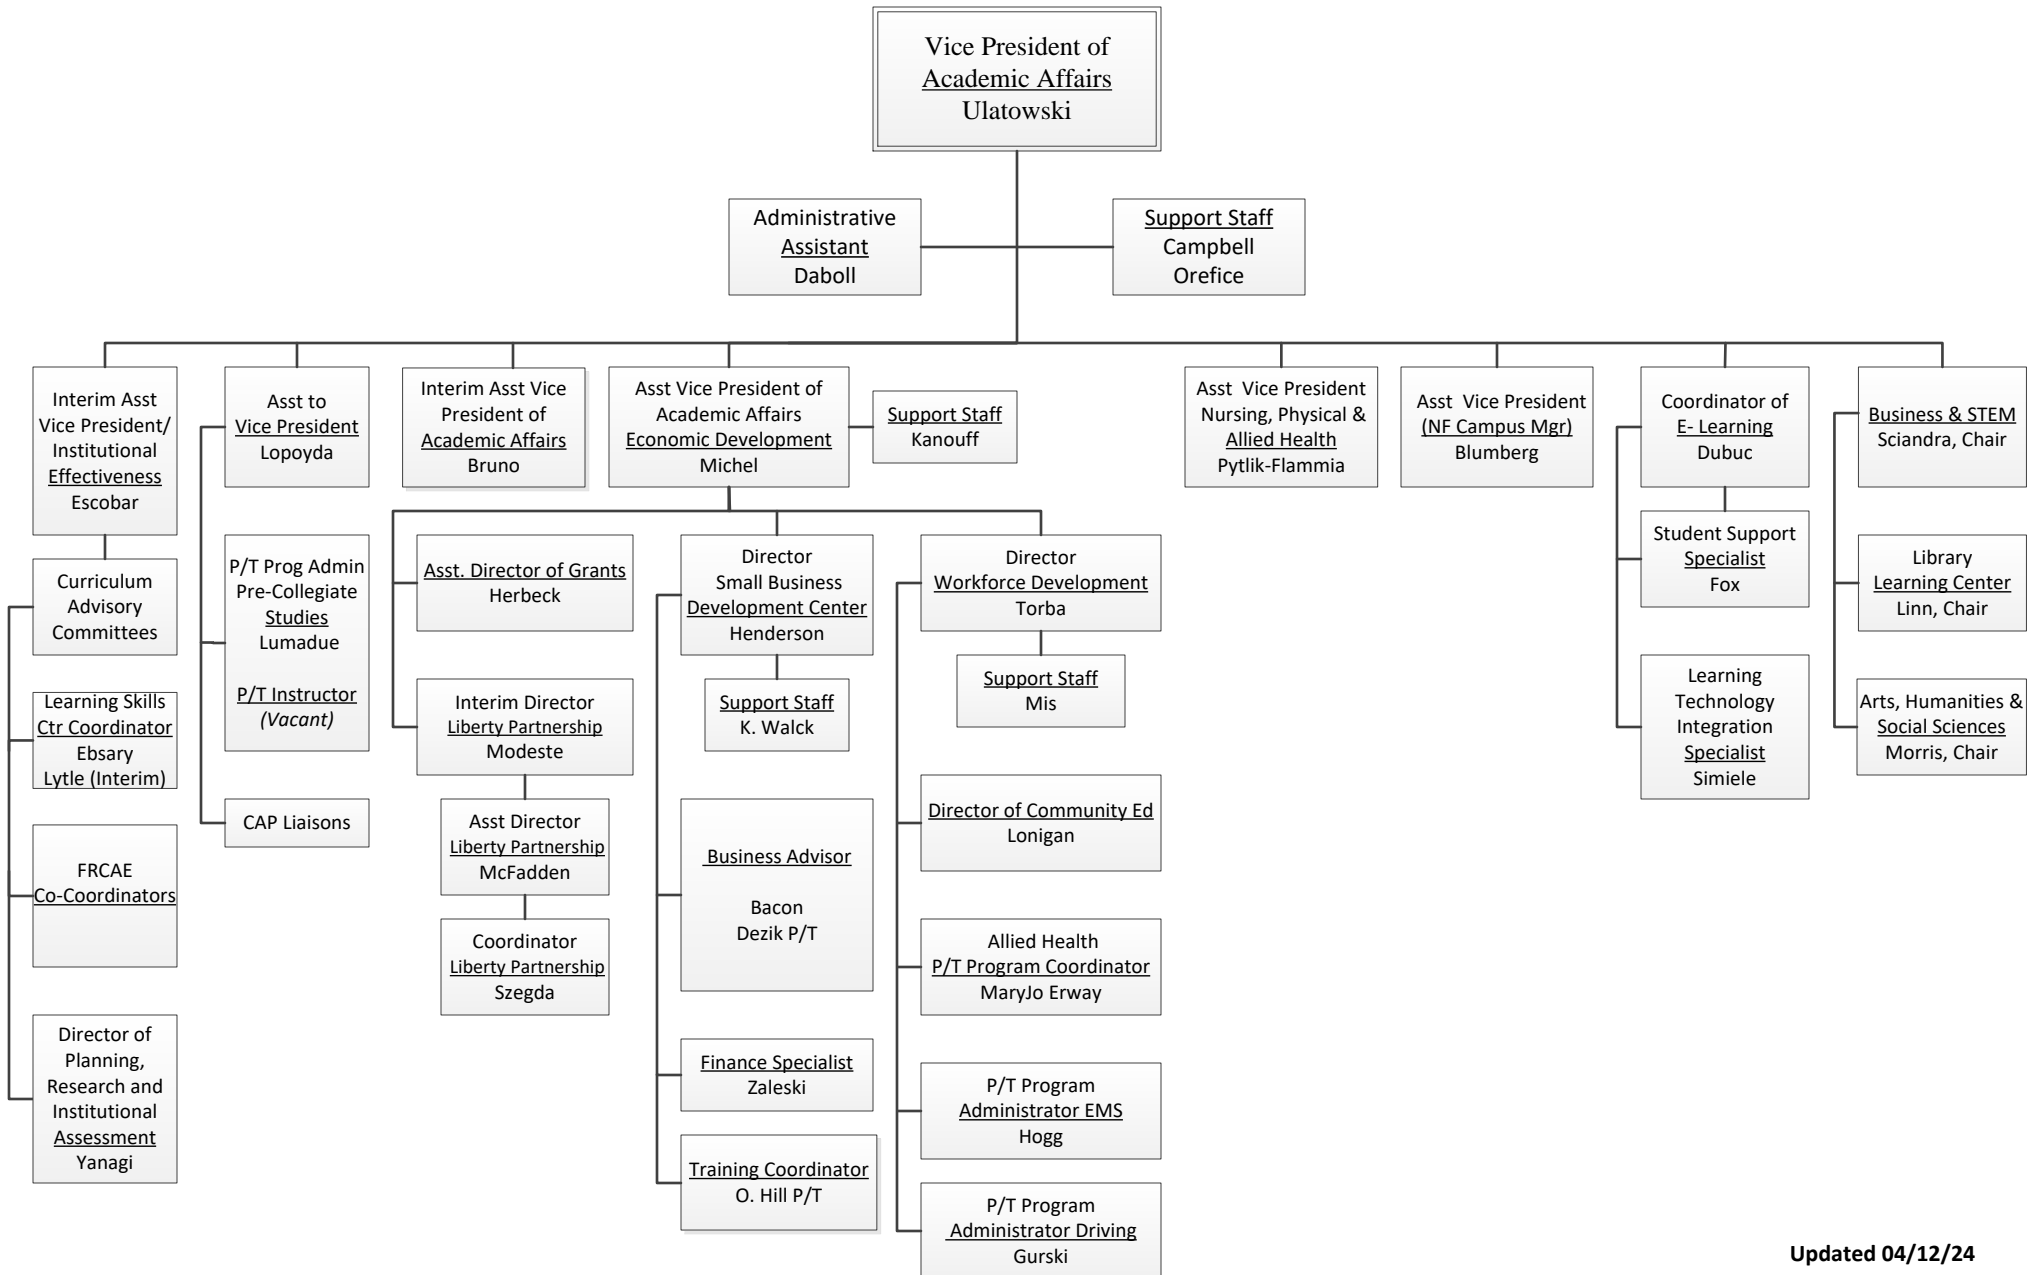 Vice President of
Academic Affairs
Ulatowski
Administrative
Assistant
Daboll
Support Staff
Campbell
Orefice
Interim Asst
Vice President/
Institutional
Effectiveness
Escobar
Asst to
Vice President
Lopoyda
Interim Asst Vice
President of
Academic Affairs
Bruno
Asst Vice President of
Academic Affairs
Economic Development
Michel
Support Staff
Kanouff
Asst  Vice President
Nursing, Physical &
Allied Health
Pytlik-Flammia
Asst  Vice President
(NF Campus Mgr)
Blumberg
Coordinator of
E- Learning
Dubuc
Business & STEM
Sciandra, Chair
Curriculum
Advisory
Committees
Learning Skills
Ctr Coordinator
Ebsary
Lytle (Interim)
FRCAE
Co-Coordinators
Director of
Planning,
Research and
Institutional
Assessment
Yanagi
P/T Prog Admin
Pre-Collegiate
Studies
Lumadue
P/T Instructor
(Vacant)
CAP Liaisons
Asst. Director of Grants
Herbeck
Interim Director
Liberty Partnership
Modeste
Asst Director
Liberty Partnership
McFadden
Coordinator
Liberty Partnership
Szegda
Director
Small Business
Development Center
Henderson
Support Staff
K. Walck
Business Advisor
Bacon
Dezik P/T
Finance Specialist
Zaleski
Training Coordinator
O. Hill P/T
Director
Workforce Development
Torba
Support Staff
Mis
Director of Community Ed
Lonigan
Allied Health
P/T Program Coordinator
MaryJo Erway
P/T Program
Administrator EMS
Hogg
P/T Program
Administrator Driving
Gurski
Student Support
Specialist
Fox
Learning
Technology
Integration
Specialist
Simiele
Library
Learning Center
Linn, Chair
Arts, Humanities &
Social Sciences
Morris, Chair
Updated 04/12/24